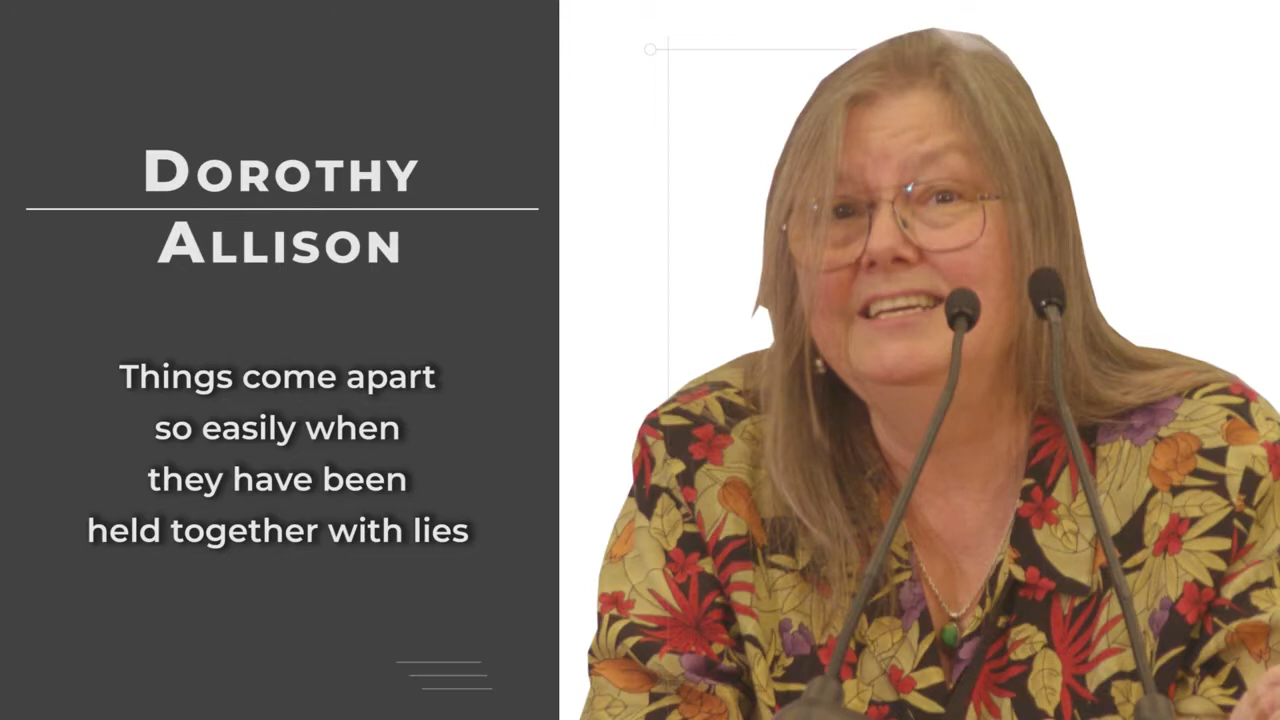 Dorothy
Allison
Things come apart
so easily when
they have been
held together with lies